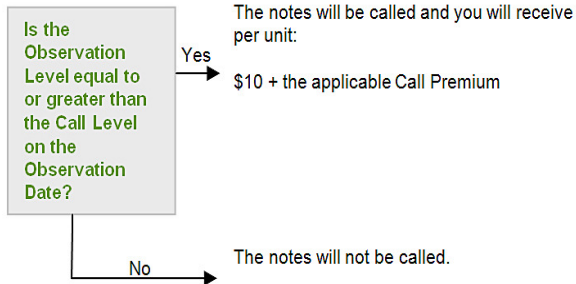 Is the
Observation
Level equal to
or greater than
the Call Level
on the
Observation
Date?
Yes
The notes will be called and you will receive
per unit:
$10 + the applicable Call Premium
No
The notes will not be called.